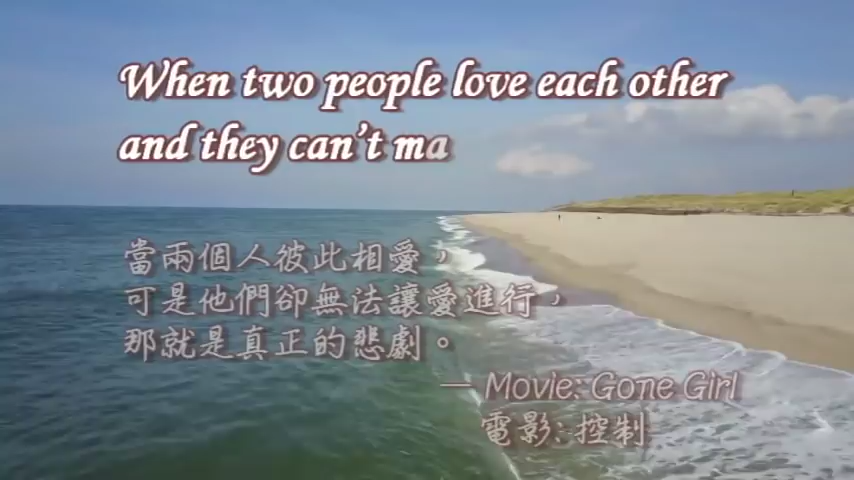 When two people love each other
and they can't ma
當兩個人彼此相愛，
可是他們卻無法讓愛進行，
那就是真正的悲劇。
— Movie: Gone Girl
電影: 控制